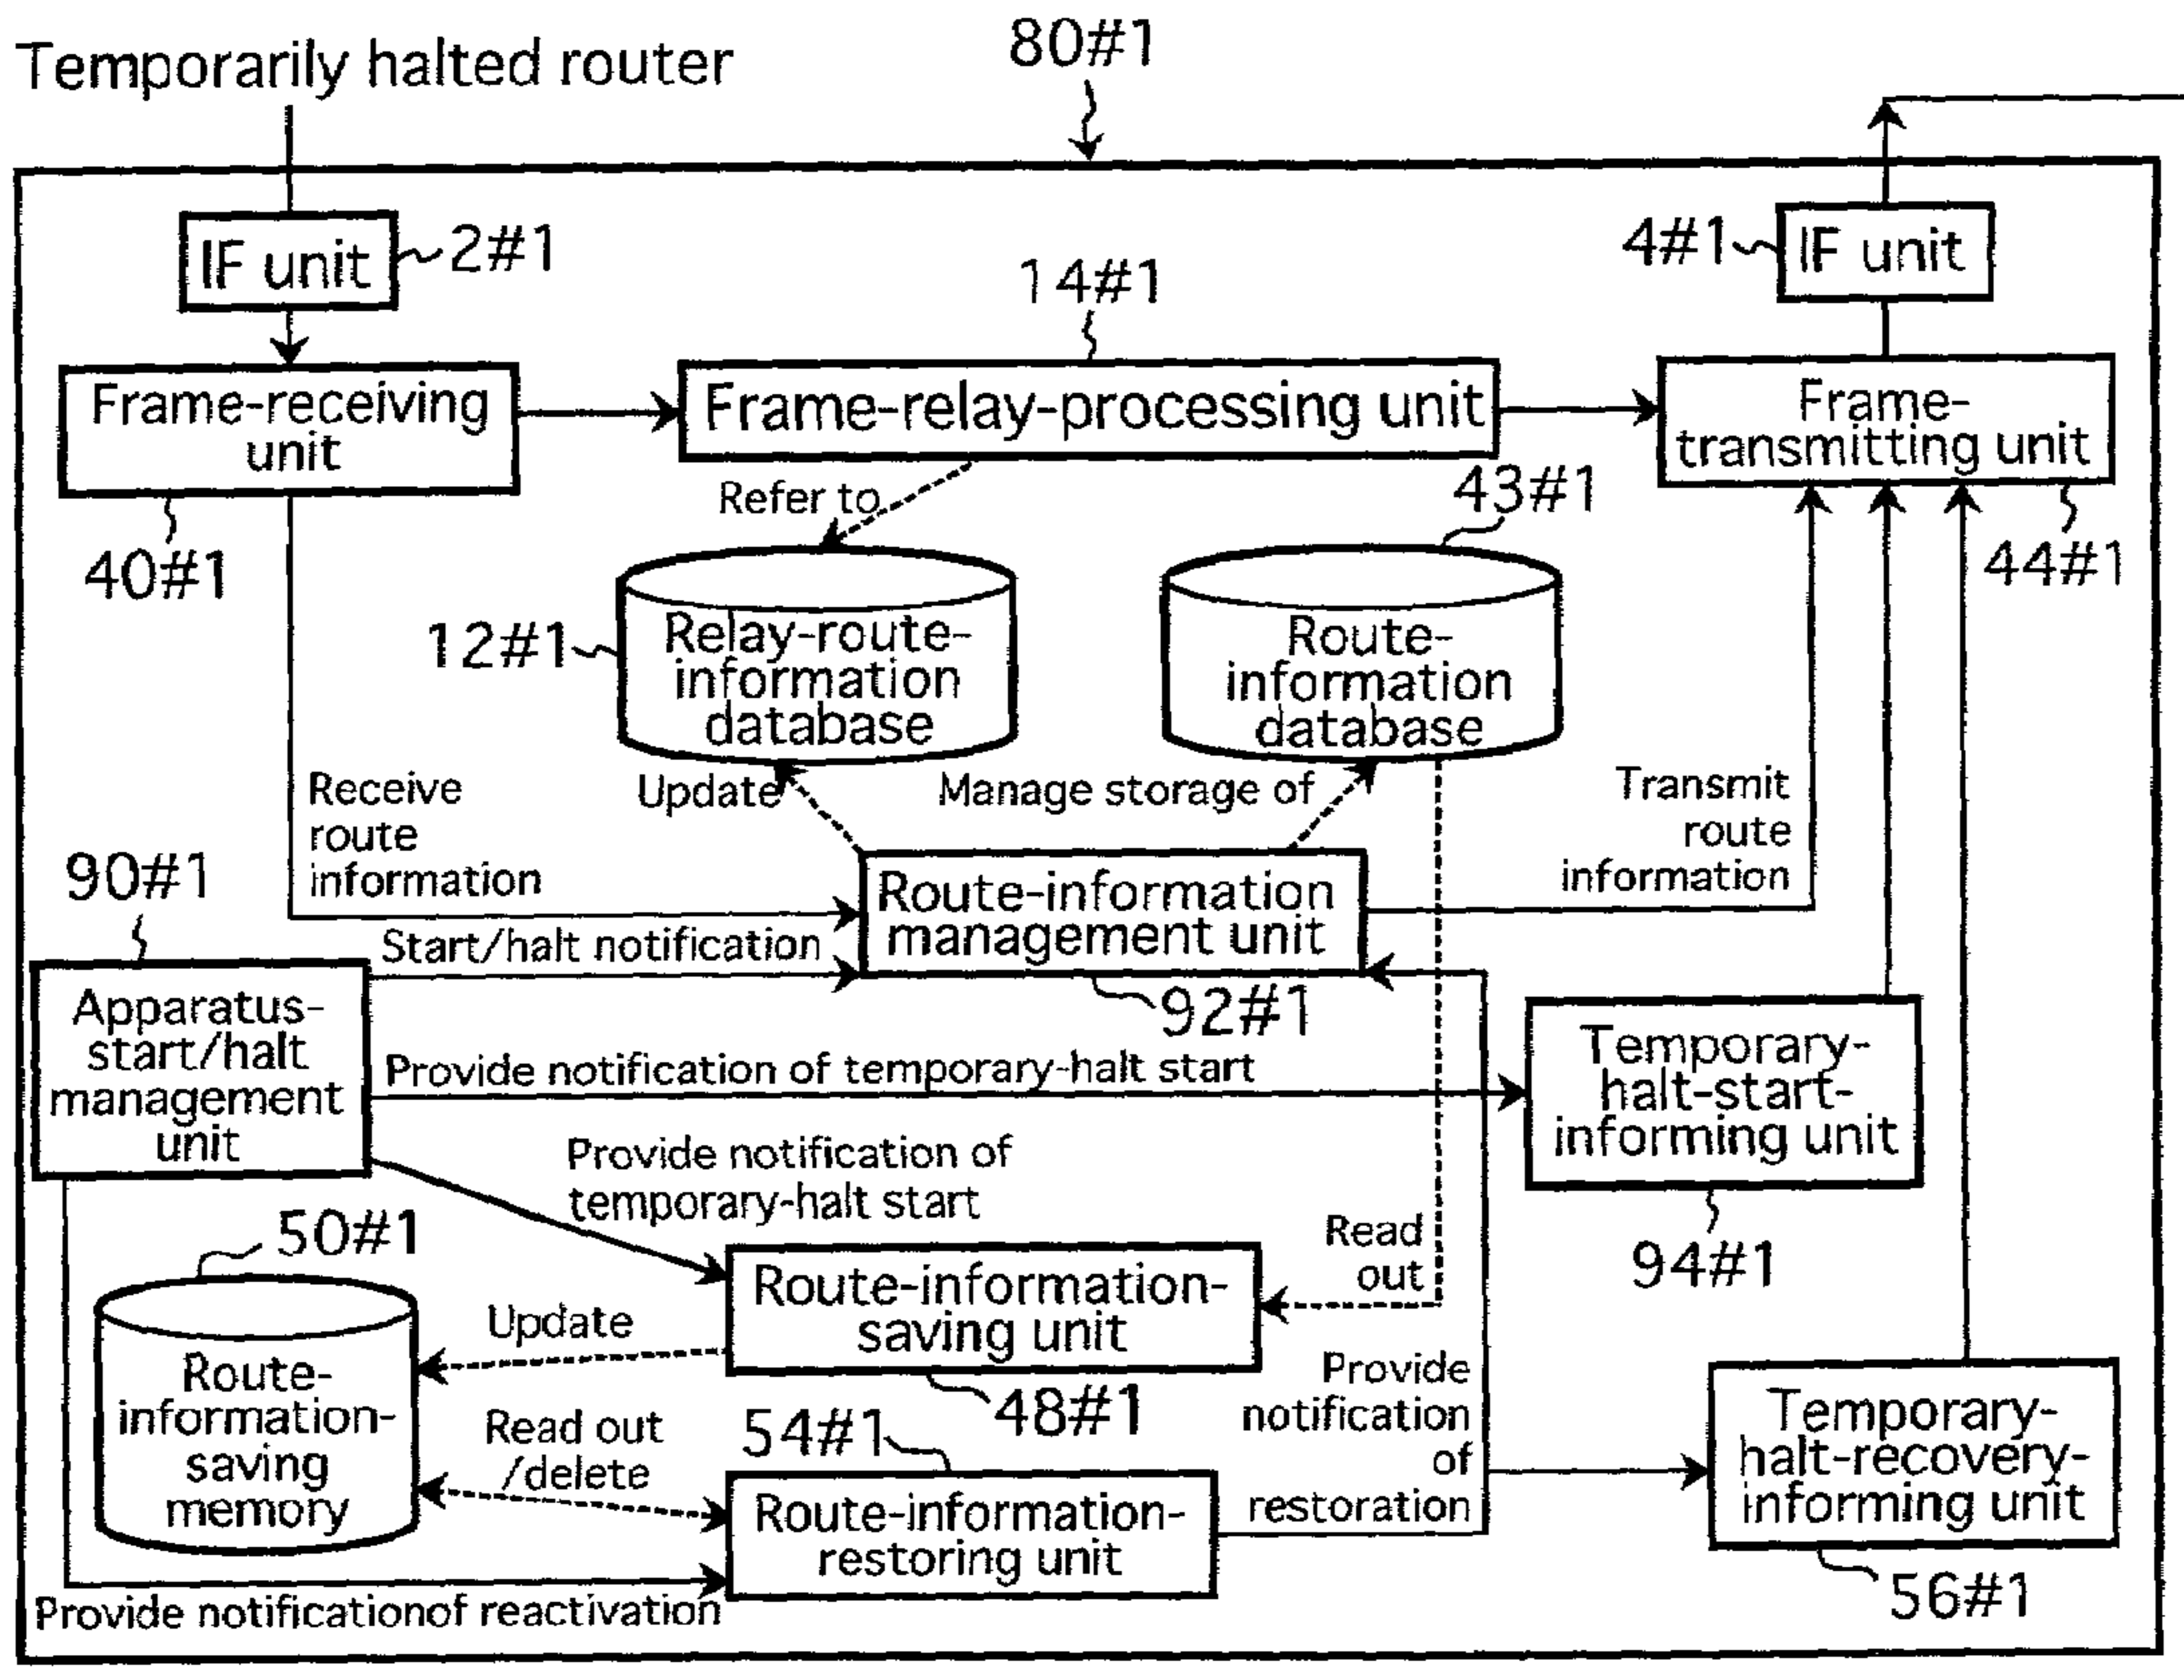 Temporarily halted router
80#1
IF unit
2#1
4#1
IF unit
14#1
Frame-receiving
unit
Frame-relay-processing unit
Frame-
transmitting unit
40#1
Refer to
43#1
44#1
12#1
Relay-route-
information
database
Route-
information
database
Receive
route
information
Update
Manage storage of
Transmit
route
information
90#1
Route-information
management unit
Start/halt notification
92#1
Apparatus-
start/halt
management
unit
Provide notification of temporary-halt start
Temporary-
halt-start-
informing unit
94#1
Provide notification of
temporary-halt start
Read
out
50#1
Route-information-
saving unit
48#1
Update
Route-
information-
saving
memory
Read out
/delete
54#1
Provide
notification
of
restoration
Route-information-
restoring unit
Temporary-
halt-recovery-
informing unit
56#1
Provide notificationof reactivation